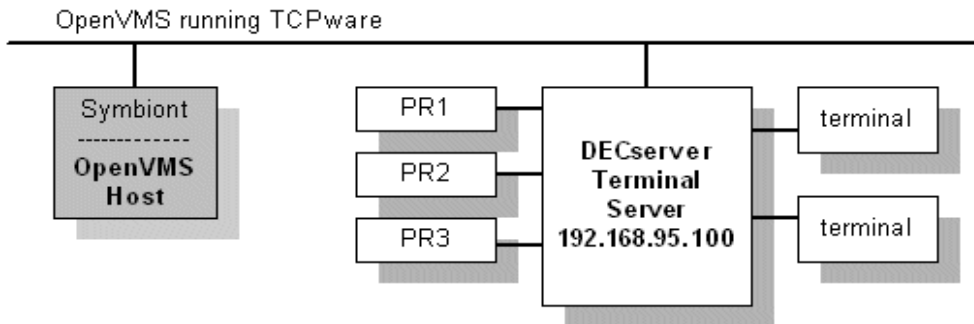 OpenVMS running TCPware
Symbiont
------------
OpenVMS
Host
PR1
PR2
PR3
DECserver
Terminal
Server
192.168.95.100
terminal
terminal